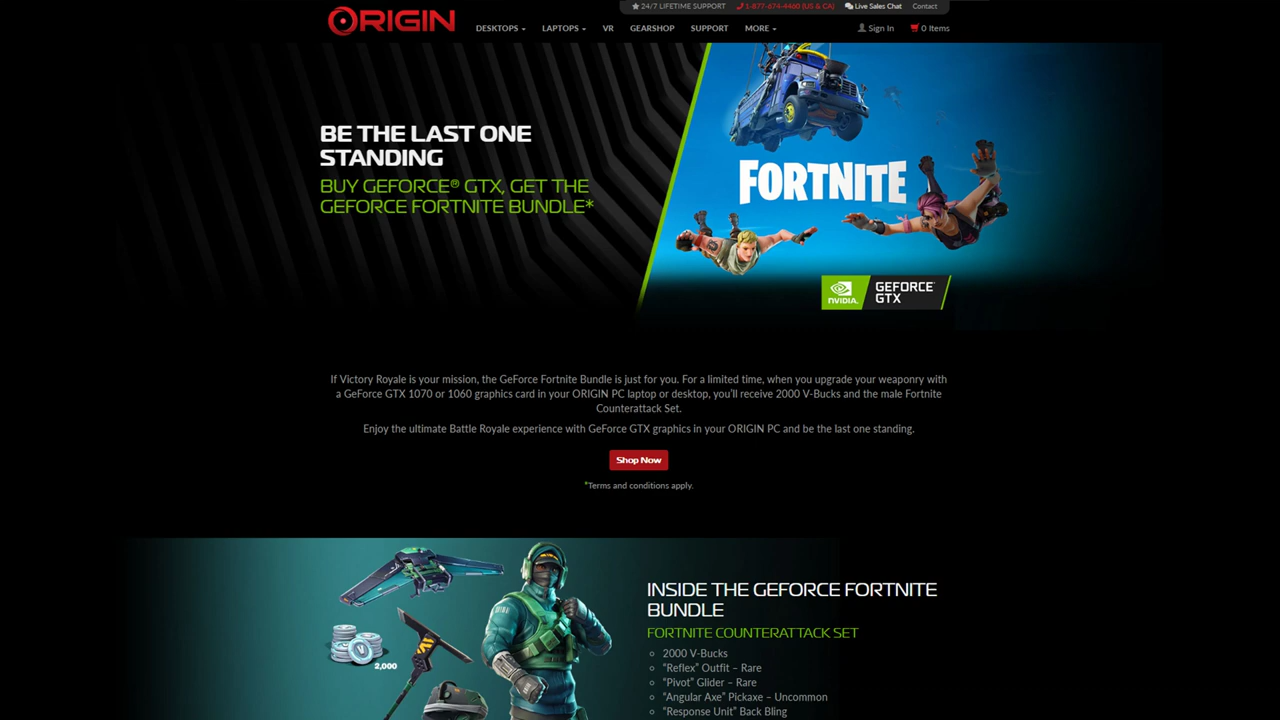 24/7 LIFETIME SUPPORT 1-877-674-4460 (US & CA) Live Sales Chat Contact
ORIGIN
DESKTOPS LAPTOPS VR GEARSHOP SUPPORT MORE Sign In 0 Items
BE THE LAST ONE
STANDING
BUY GEFORCE® GTX, GET THE
GEFORCE FORTNITE BUNDLE*
FORTNITE
NVIDIA. GEFORCE
GTX
If Victory Royale is your mission, the GeForce Fortnite Bundle is just for you. For a limited time, when you upgrade your weaponry with
a GeForce GTX 1070 or 1060 graphics card in your ORIGIN PC laptop or desktop, you'll receive 2000 V-Bucks and the male Fortnite
Counterattack Set.
Enjoy the ultimate Battle Royale experience with GeForce GTX graphics in your ORIGIN PC and be the last one standing.
Shop Now
*Terms and conditions apply.
INSIDE THE GEFORCE FORTNITE
BUNDLE
FORTNITE COUNTERATTACK SET
2000 V-Bucks
"Reflex" Outfit – Rare
"Pivot" Glider – Rare
"Angular Axe" Pickaxe – Uncommon
"Response Unit" Back Bling
V
2,000